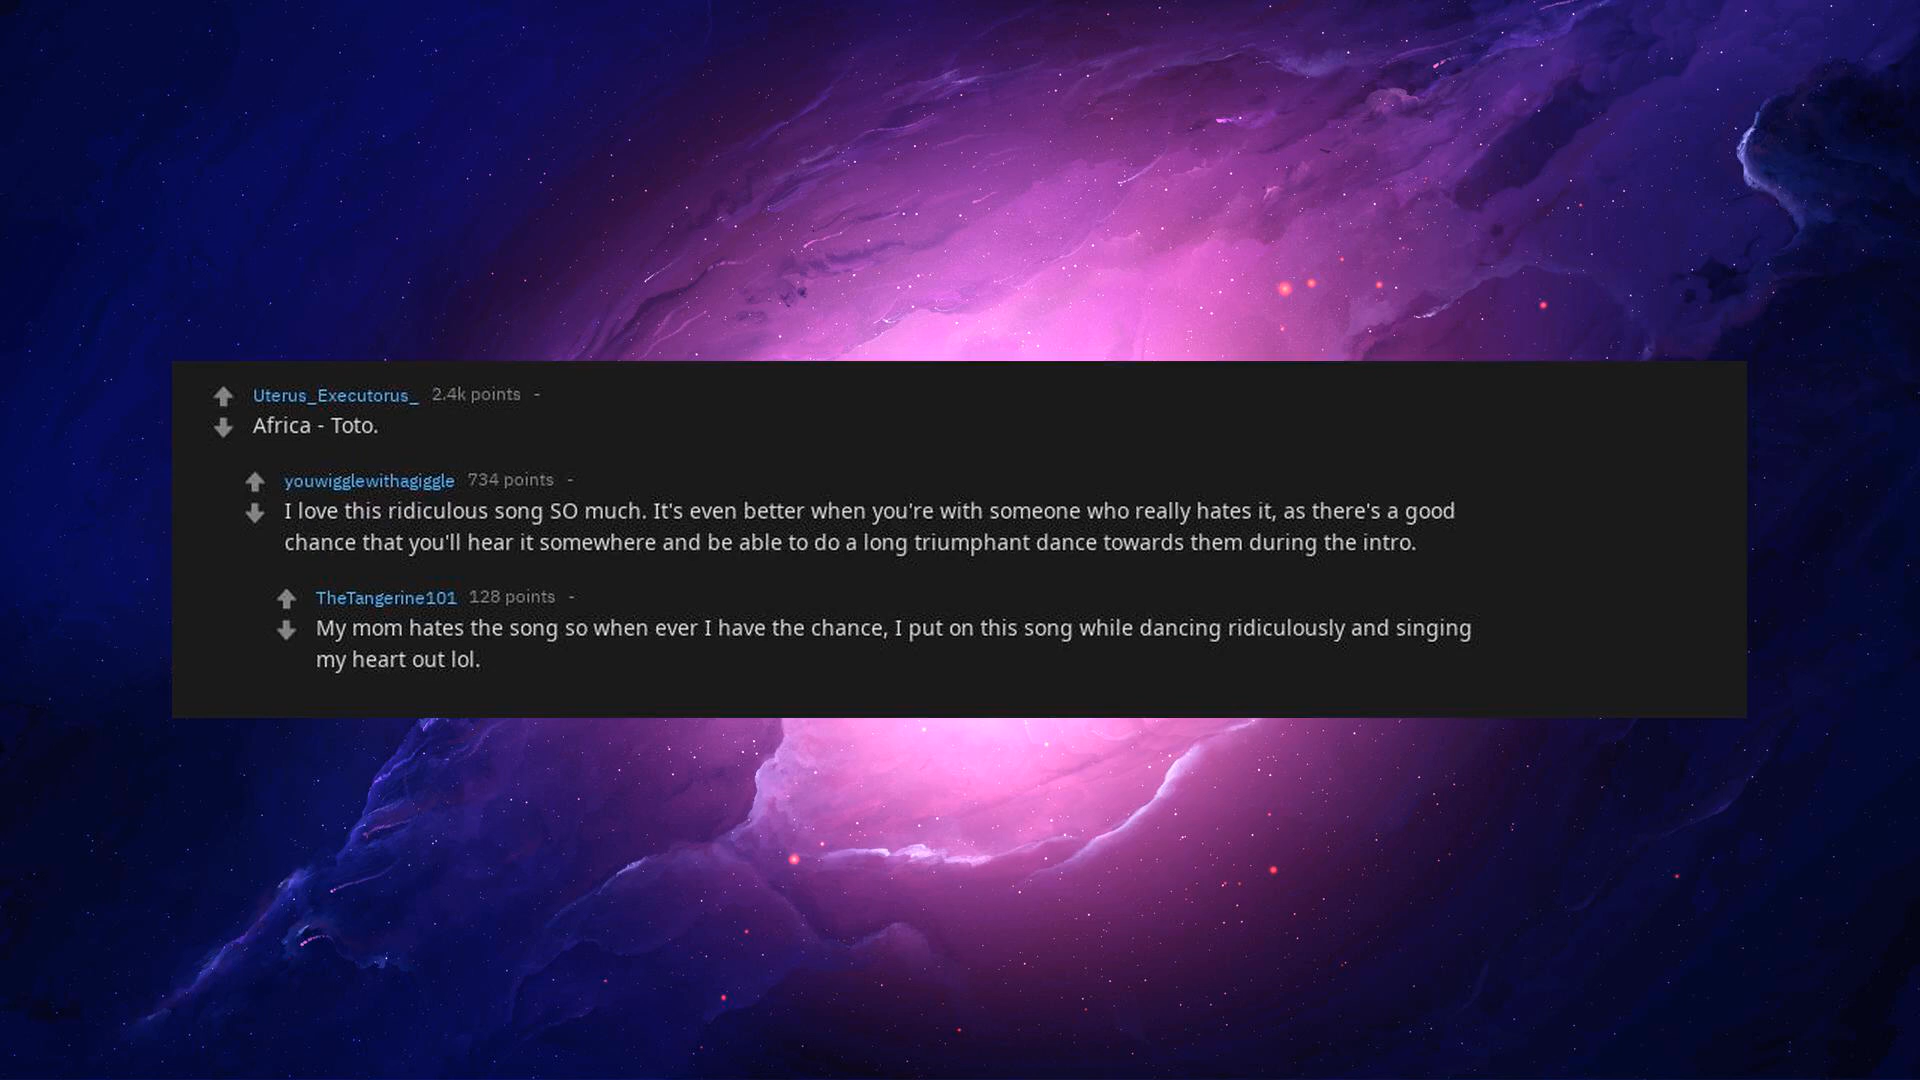 Uterus_Executorus_ 2.4k points -
Africa - Toto.
youwigglewithagiggle 734 points -
I love this ridiculous song SO much. It's even better when you're with someone who really hates it, as there's a good
chance that you'll hear it somewhere and be able to do a long triumphant dance towards them during the intro.
TheTangerine101 128 points -
My mom hates the song so when ever I have the chance, I put on this song while dancing ridiculously and singing
my heart out lol.